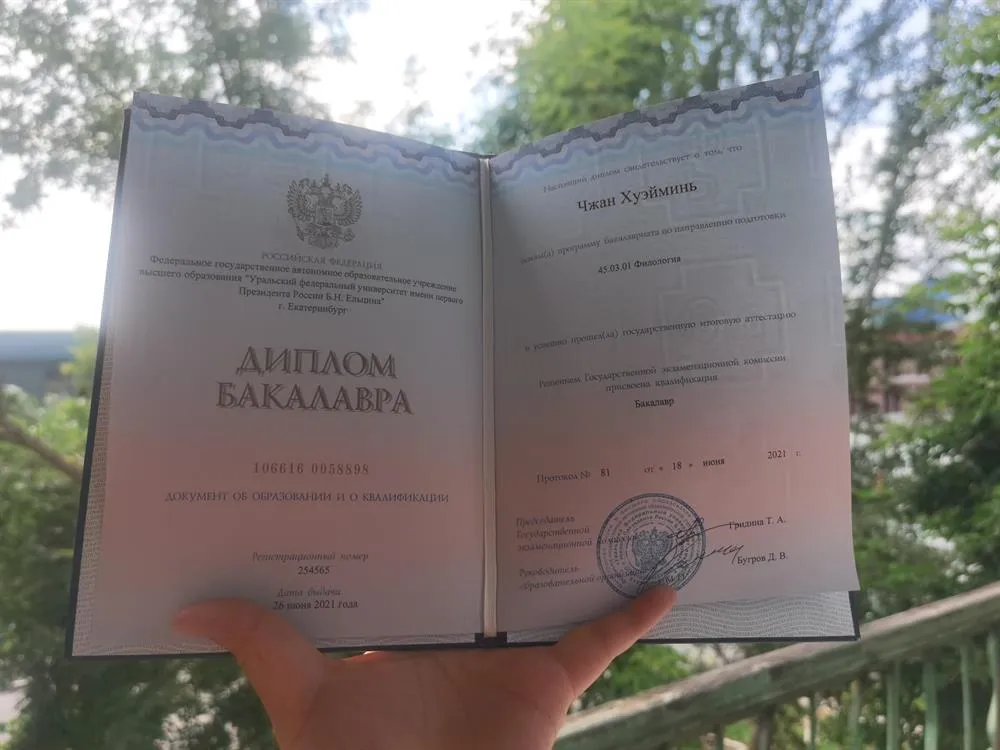 РОССИЙСКАЯ ФЕДЕРАЦИЯ
Федеральное государственное автономное образовательное учреждение
высшего образования "Уральский федеральный университет имени первого
Президента России Б.Н. Ельцина"
г. Екатеринбург
ДИПЛОМ
БАКАЛАВРА
106616 0058898
ДОКУМЕНТ ОБ ОБРАЗОВАНИИ И О КВАЛИФИКАЦИИ
Регистрационный номер
254565
Дата выдачи
26 июня 2021 года
Настоящий диплом свидетельствует о том, что
Чжан Хуэйминь
освоил(а) программу бакалавриата по направлению подготовки
45.03.01 Филология
и успешно прошел(ла) государственную итоговую аттестацию
Решением Государственной экзаменационной комиссии
присвоена квалификация
Бакалавр
Протокол № 81 от « 18 » июня 2021 г.
Председатель
Государственной
экзаменационной комиссии
Гридина Т. А.
Руководитель
образовательной организации
Бугров Д. В.